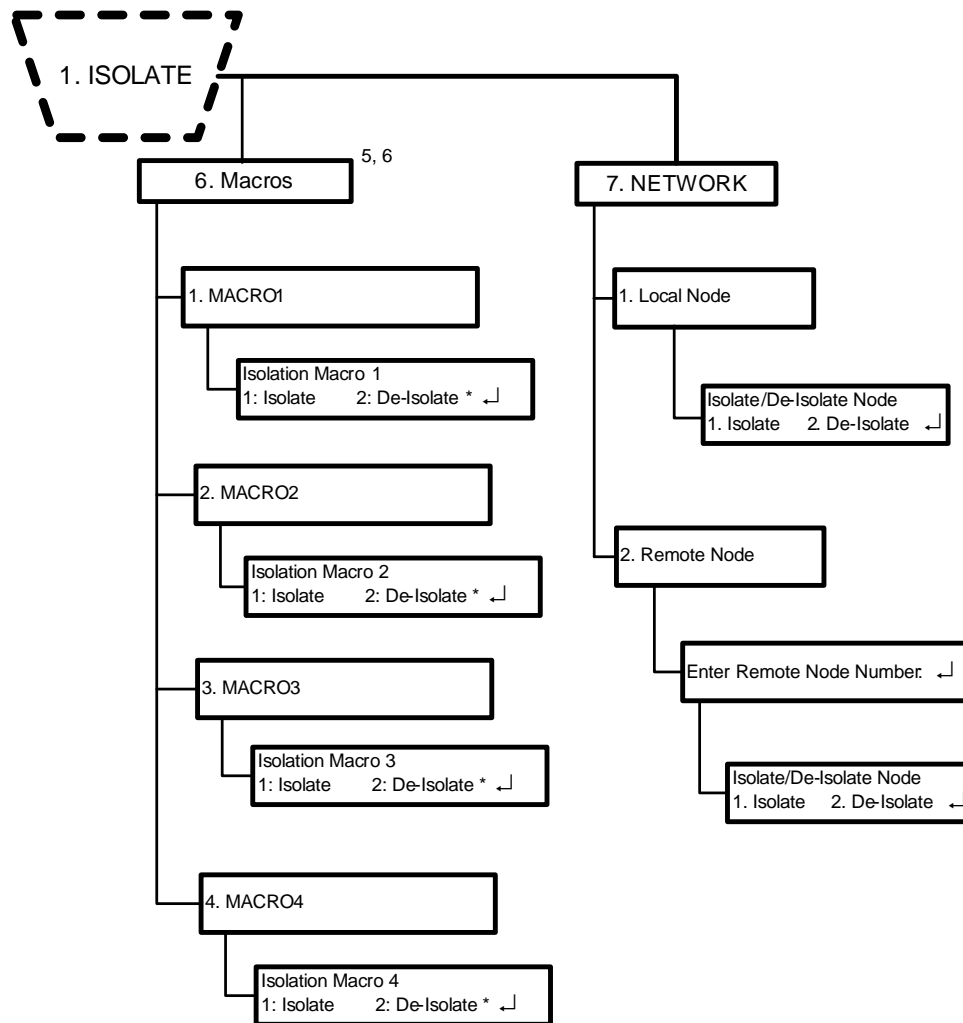 1. ISOLATE
5, 6
6. Macros
1. MACRO1
Isolation Macro 1
1: Isolate 2: De-Isolate * ↵
2. MACRO2
Isolation Macro 2
1: Isolate 2: De-Isolate * ↵
3. MACRO3
Isolation Macro 3
1: Isolate 2: De-Isolate * ↵
4. MACRO4
Isolation Macro 4
1: Isolate 2: De-Isolate * ↵
7. NETWORK
1. Local Node
Isolate/De-Isolate Node
1. Isolate 2. De-Isolate ↵
2. Remote Node
Enter Remote Node Number: ↵
Isolate/De-Isolate Node
1. Isolate 2. De-Isolate ↵